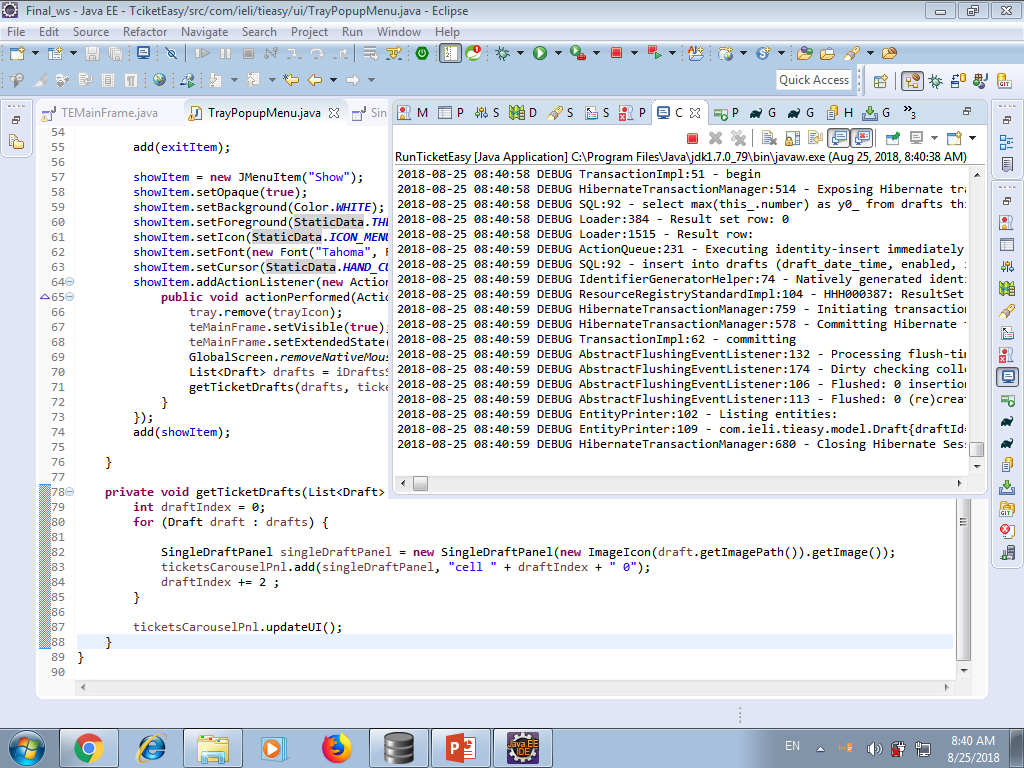 Final_ws - Java EE - TciketEasy/src/com/ieli/tieasy/ui/TrayPopupMenu.java - Eclipse
File Edit Source Refactor Navigate Search Project Run Window Help
Quick Access
TEMainFrame.java TrayPopupMenu.java Sin
M P S D S S P C P G G H G »3
RunTicketEasy [Java Application] C:\Program Files\Java\jdk1.7.0_79\bin\javaw.exe (Aug 25, 2018, 8:40:38 AM)
2018-08-25 08:40:58 DEBUG TransactionImpl:51 - begin
2018-08-25 08:40:58 DEBUG HibernateTransactionManager:514 - Exposing Hibernate tra
2018-08-25 08:40:58 DEBUG SQL:92 - select max(this_.number) as y0_ from drafts thi
2018-08-25 08:40:58 DEBUG Loader:384 - Result set row: 0
2018-08-25 08:40:58 DEBUG Loader:1515 - Result row:
2018-08-25 08:40:59 DEBUG ActionQueue:231 - Executing identity-insert immediately
2018-08-25 08:40:59 DEBUG SQL:92 - insert into drafts (draft_date_time, enabled, i
2018-08-25 08:40:59 DEBUG IdentifierGeneratorHelper:74 - Natively generated identi
2018-08-25 08:40:59 DEBUG ResourceRegistryStandardImpl:104 - HHH000387: ResultSet
2018-08-25 08:40:59 DEBUG HibernateTransactionManager:759 - Initiating transaction
2018-08-25 08:40:59 DEBUG HibernateTransactionManager:578 - Committing Hibernate t
2018-08-25 08:40:59 DEBUG TransactionImpl:62 - committing
2018-08-25 08:40:59 DEBUG AbstractFlushingEventListener:132 - Processing flush-tim
2018-08-25 08:40:59 DEBUG AbstractFlushingEventListener:174 - Dirty checking colle
2018-08-25 08:40:59 DEBUG AbstractFlushingEventListener:106 - Flushed: 0 insertion
2018-08-25 08:40:59 DEBUG AbstractFlushingEventListener:113 - Flushed: 0 (re)creat
2018-08-25 08:40:59 DEBUG EntityPrinter:102 - Listing entities:
2018-08-25 08:40:59 DEBUG EntityPrinter:109 - com.ieli.tieasy.model.Draft{draftId=
2018-08-25 08:40:59 DEBUG HibernateTransactionManager:680 - Closing Hibernate Sess
54
55 add(exitItem);
56
57 showItem = new JMenuItem("Show");
58 showItem.setOpaque(true);
59 showItem.setBackground(Color.WHITE);
60 showItem.setForeground(StaticData.THE
61 showItem.setIcon(StaticData.ICON_MENU
62 showItem.setFont(new Font("Tahoma", F
63 showItem.setCursor(StaticData.HAND_CU
64 showItem.addActionListener(new Action
65 public void actionPerformed(Actio
66 tray.remove(trayIcon);
67 teMainFrame.setVisible(true);
68 teMainFrame.setExtendedState(
69 GlobalScreen.removeNativeMous
70 List<Draft> drafts = iDraftsS
71 getTicketDrafts(drafts, ticke
72 }
73 });
74 add(showItem);
75
76 }
77
78 private void getTicketDrafts(List<Draft>
79 int draftIndex = 0;
80 for (Draft draft : drafts) {
81
82 SingleDraftPanel singleDraftPanel = new SingleDraftPanel(new ImageIcon(draft.getImagePath()).getImage());
83 ticketsCarouselPnl.add(singleDraftPanel, "cell " + draftIndex + " 0");
84 draftIndex += 2 ;
85 }
86
87 ticketsCarouselPnl.updateUI();
88 }
89 }
90
Java EE
IDE
EN
8:40 AM
8/25/2018